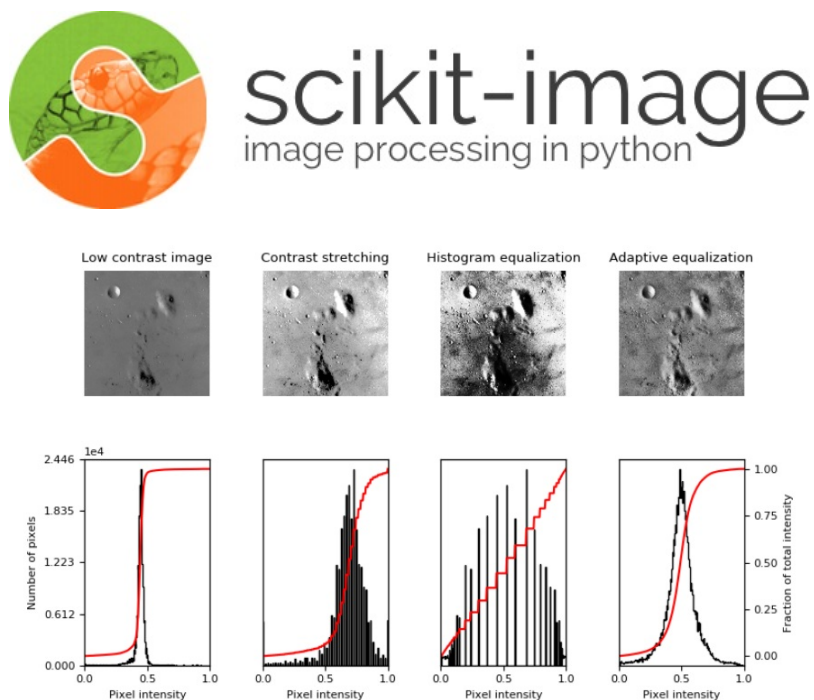 scikit-image
image processing in python
Low contrast image
Contrast stretching
Histogram equalization
Adaptive equalization
1e4
2.446
1.835
1.223
0.612
0.000
Number of pixels
0.0 0.5 1.0
Pixel intensity
0.0 0.5 1.0
Pixel intensity
0.0 0.5 1.0
Pixel intensity
0.0 0.5 1.0
Pixel intensity
1.00
0.75
0.50
0.25
0.00
Fraction of total intensity